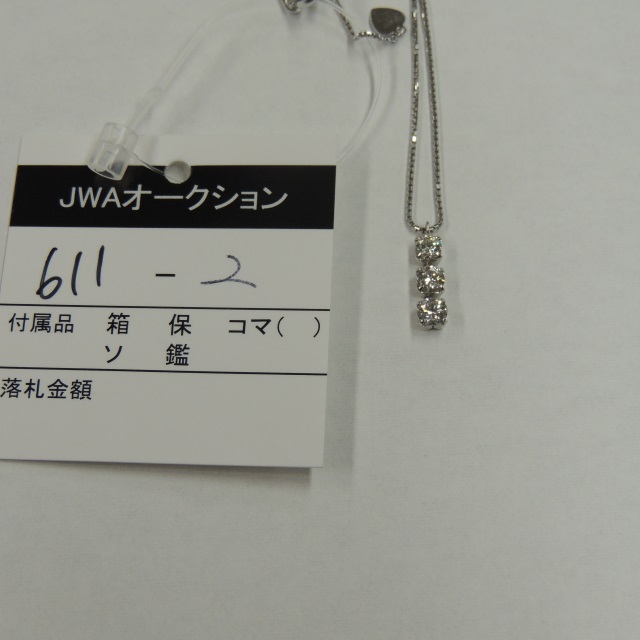 JWAオークション
611 - 2
付属品 箱 保 コマ( )
ソ 鑑
落札金額